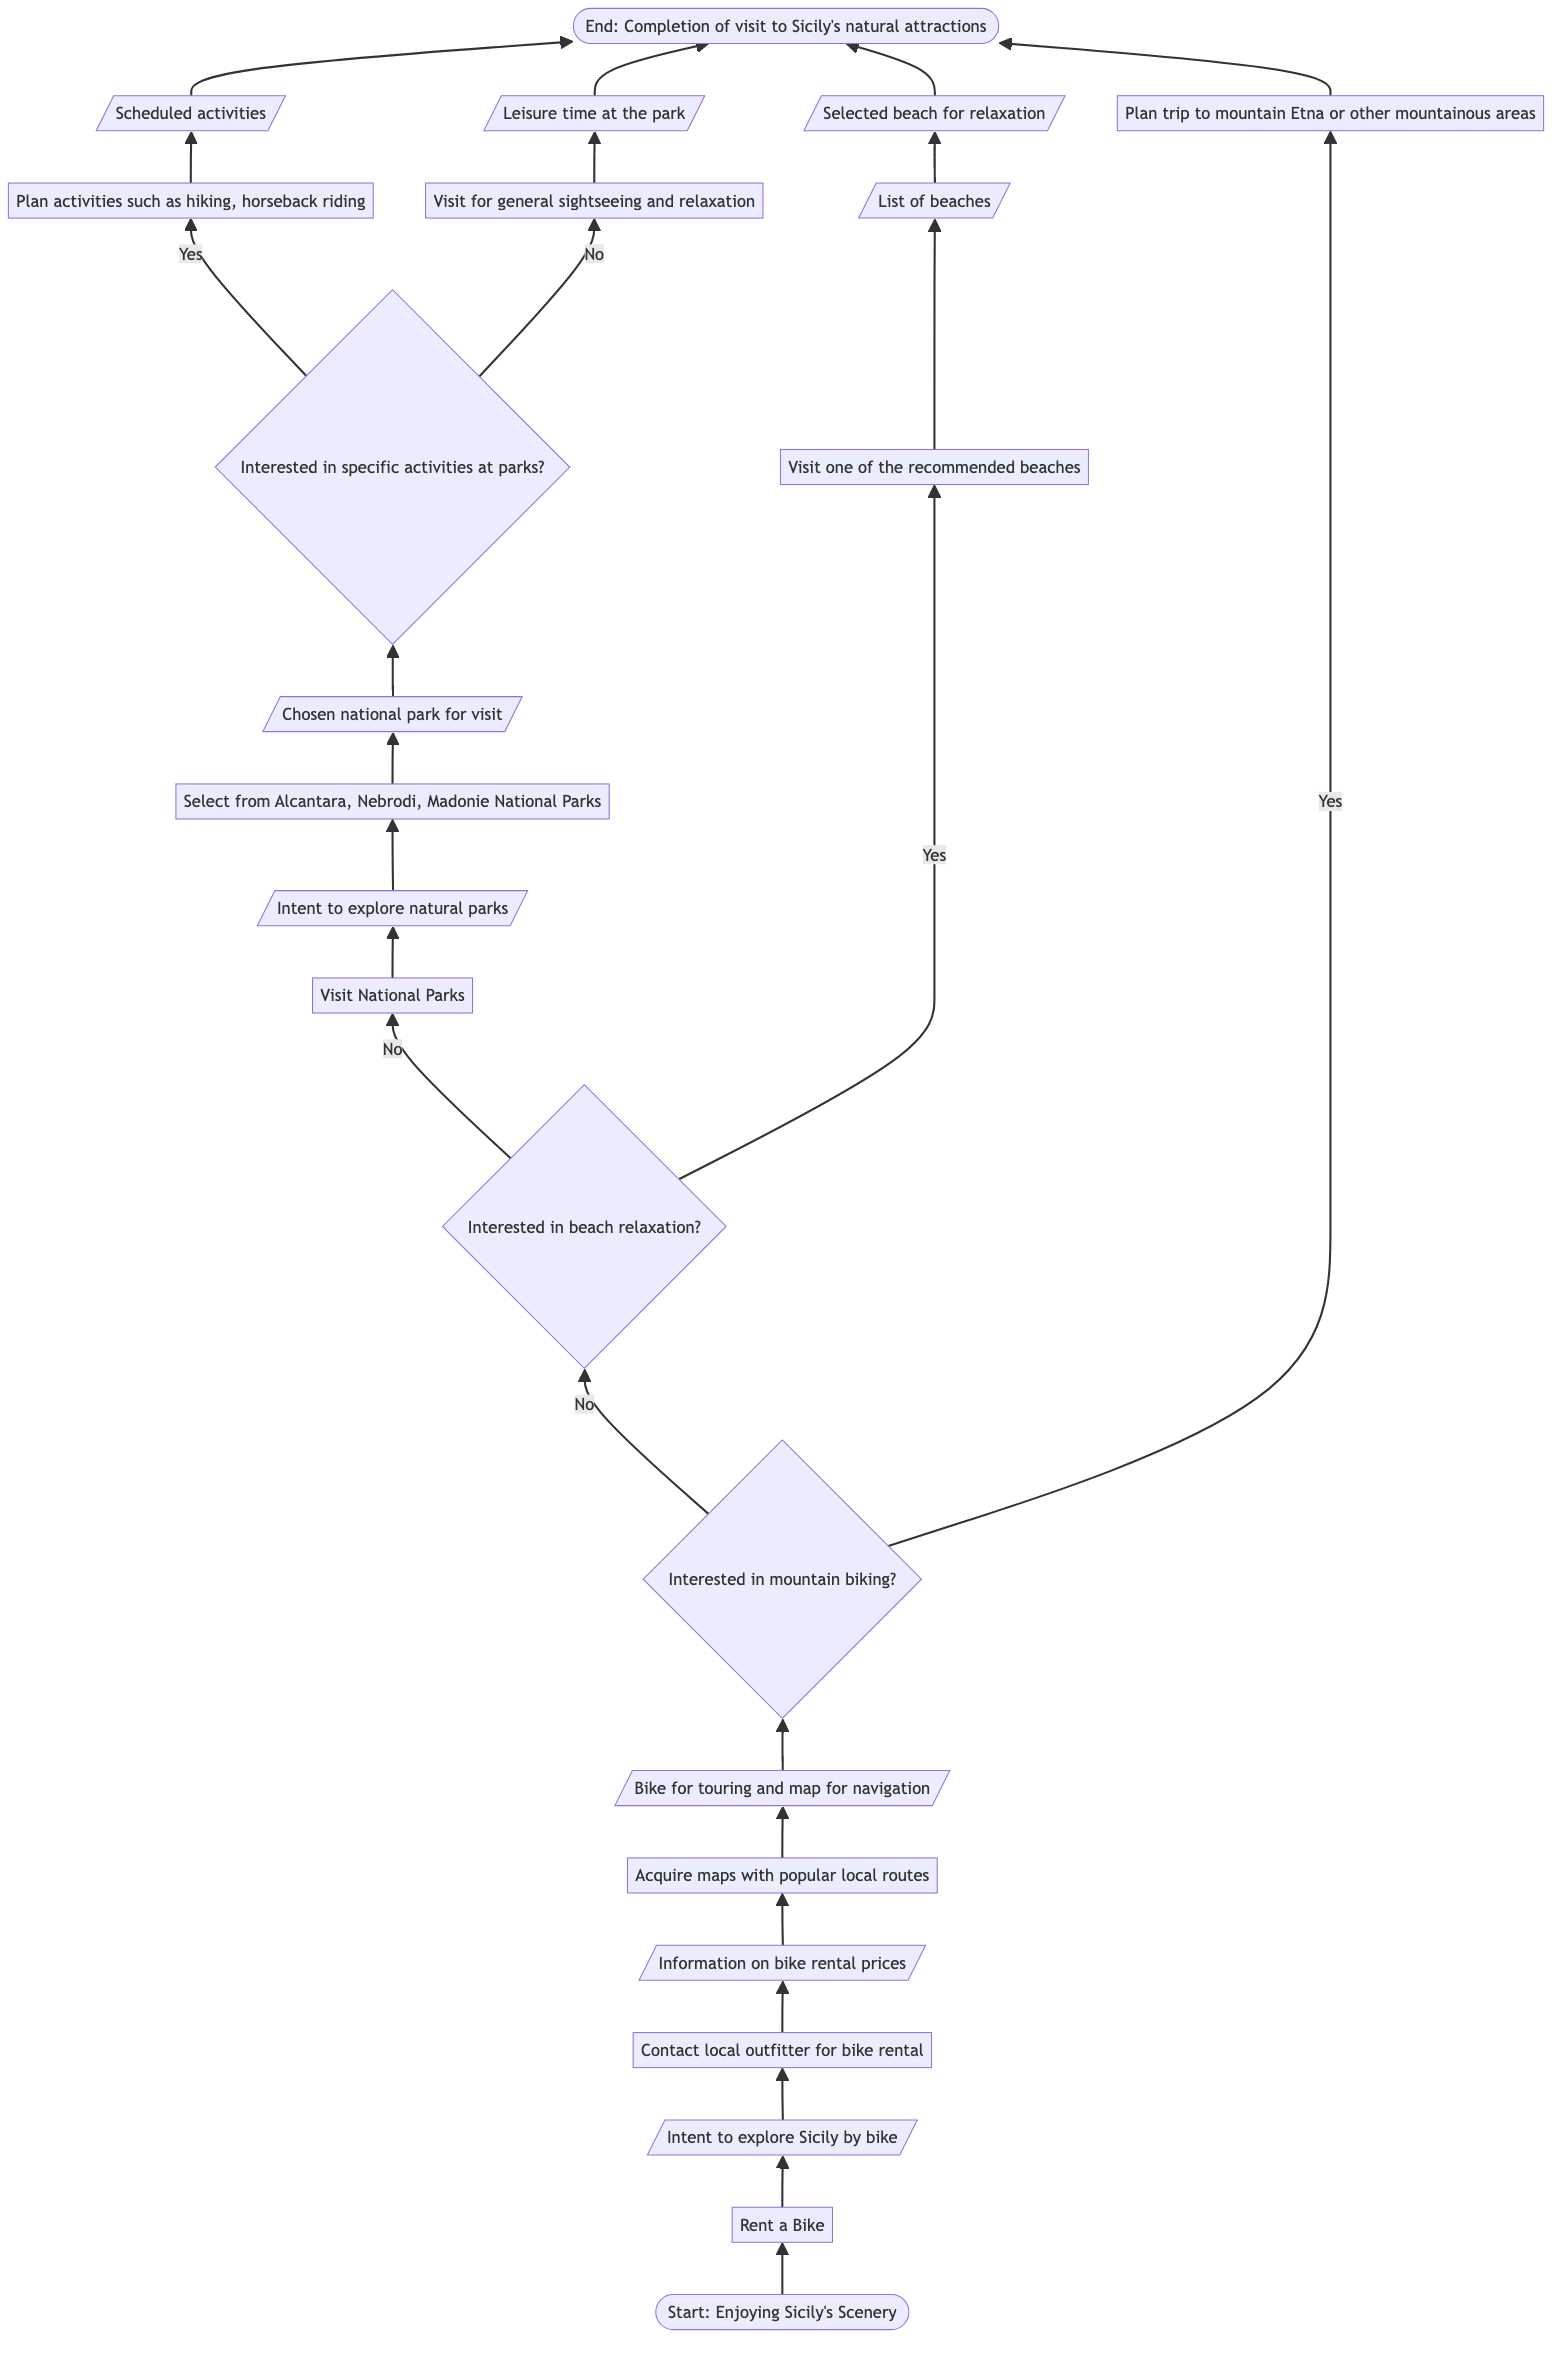 End: Completion of visit to Sicily's natural attractions
Scheduled activities
Leisure time at the park
Selected beach for relaxation
Plan trip to mountain Etna or other mountainous areas
Plan activities such as hiking, horseback riding
Visit for general sightseeing and relaxation
List of beaches
Yes
No
Interested in specific activities at parks?
Visit one of the recommended beaches
Chosen national park for visit
Select from Alcantara, Nebrodi, Madonie National Parks
Yes
Yes
Intent to explore natural parks
Visit National Parks
No
Interested in beach relaxation?
No
Interested in mountain biking?
Bike for touring and map for navigation
Acquire maps with popular local routes
Information on bike rental prices
Contact local outfitter for bike rental
Intent to explore Sicily by bike
Rent a Bike
Start: Enjoying Sicily's Scenery